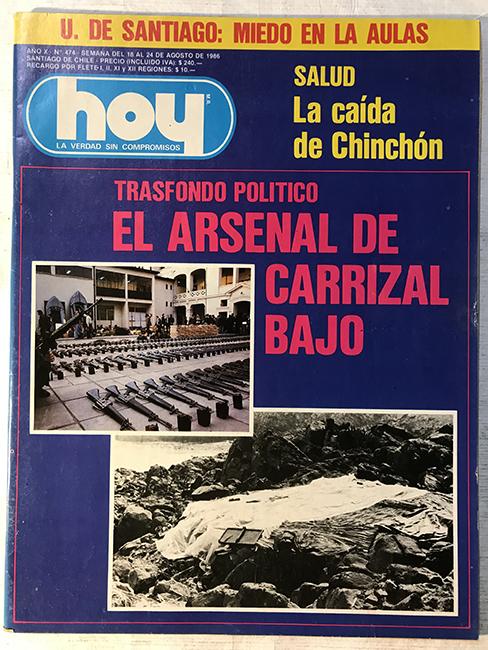 U. DE SANTIAGO: MIEDO EN LA AULAS
AÑO X - Nº 474 - SEMANA DEL 18 AL 24 DE AGOSTO DE 1986
SANTIAGO DE CHILE - PRECIO (INCLUIDO IVA): $ 240.—
RECARGO POR FLETE I, II, XI y XII REGIONES: $ 10.—
hoy
M.R.
LA VERDAD SIN COMPROMISOS
SALUD
La caída
de Chinchón
TRASFONDO POLITICO
EL ARSENAL DE
CARRIZAL
BAJO